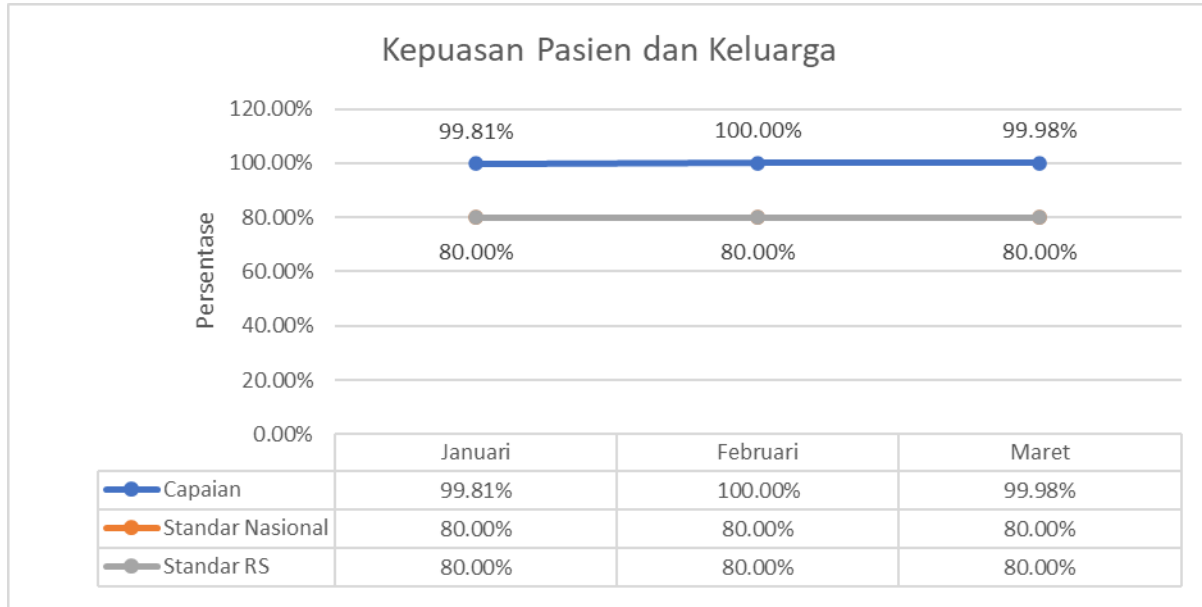 Kepuasan Pasien dan Keluarga
Persentase
120.00%
100.00%
80.00%
60.00%
40.00%
20.00%
0.00%
99.81% 100.00% 99.98%
80.00% 80.00% 80.00%
Januari Februari Maret
Capaian 99.81% 100.00% 99.98%
Standar Nasional 80.00% 80.00% 80.00%
Standar RS 80.00% 80.00% 80.00%